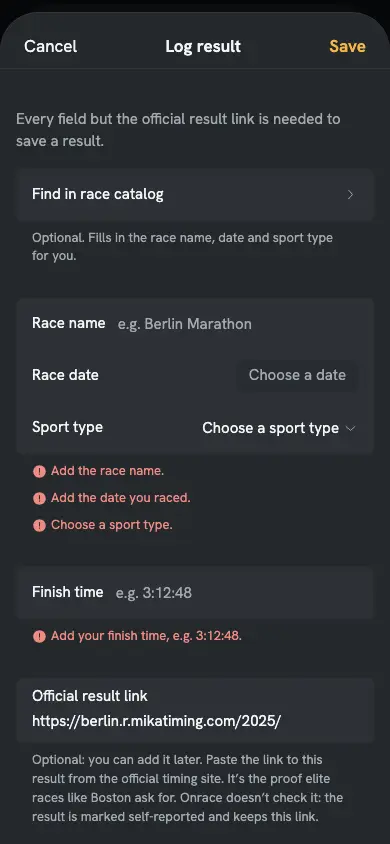 Cancel Log result Save
Every field but the official result link is needed to
save a result.
Find in race catalog
Optional. Fills in the race name, date and sport type
for you.
Race name e.g. Berlin Marathon
Race date Choose a date
Sport type Choose a sport type
Add the race name.
Add the date you raced.
Choose a sport type.
Finish time e.g. 3:12:48
Add your finish time, e.g. 3:12:48.
Official result link
https://berlin.r.mikatiming.com/2025/
Optional: you can add it later. Paste the link to this
result from the official timing site. It’s the proof elite
races like Boston ask for. Onrace doesn’t check it: the
result is marked self-reported and keeps this link.